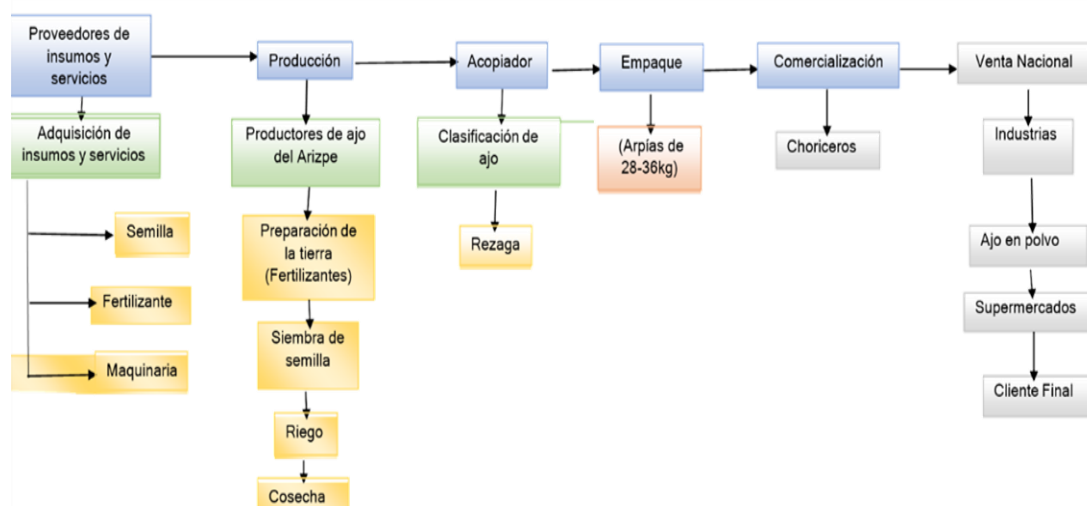 Proveedores de
insumos y
servicios
Producción
Acopiador
Empaque
Comercialización
Venta Nacional
Adquisición de
insumos y servicios
Productores de ajo
del Arizpe
Clasificación de
ajo
(Arpías de
28-36kg)
Choriceros
Industrias
Semilla
Preparación de
la tierra
(Fertilizantes)
Rezaga
Ajo en polvo
Fertilizante
Supermercados
Siembra de
semilla
Maquinaria
Cliente Final
Riego
Cosecha